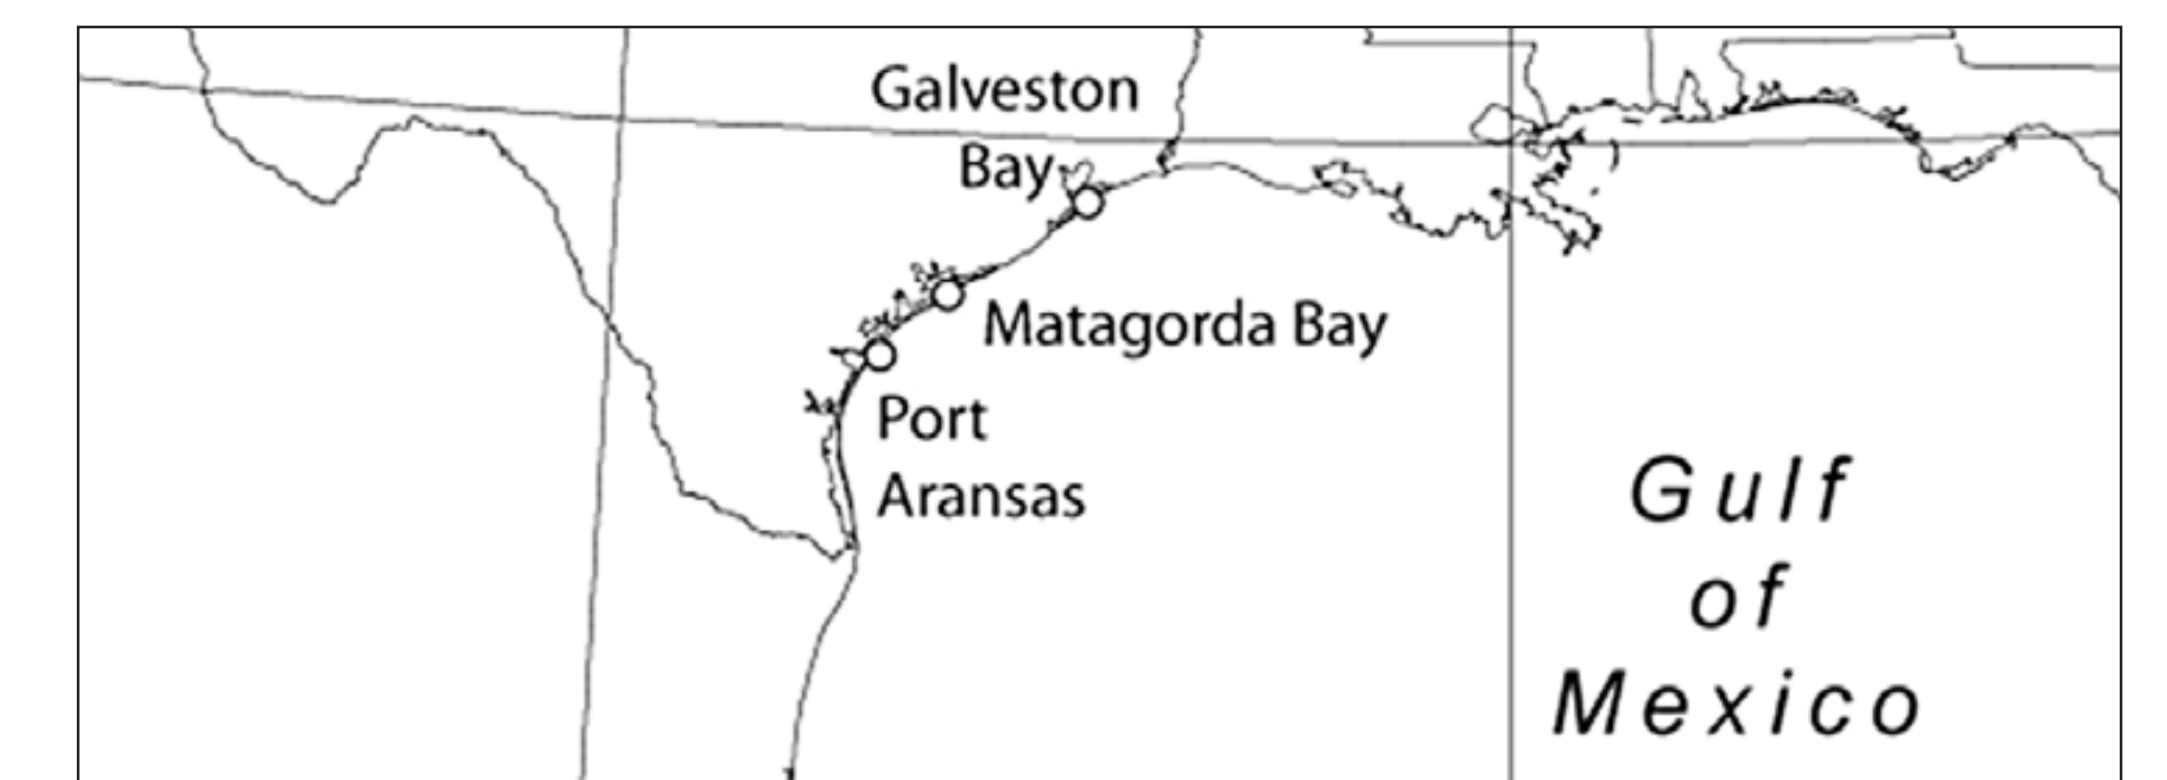 Galveston
Bay
Matagorda Bay
Port
Aransas
Gulf
of
Mexico